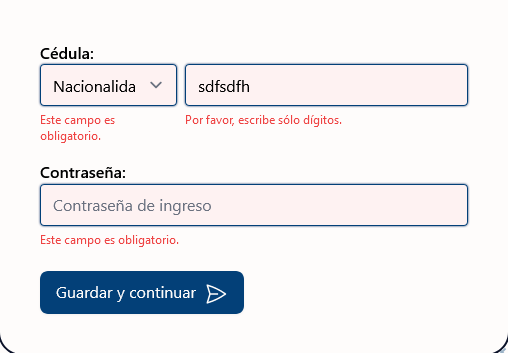 Cédula:
Nacionalida
sdfsdfh
Este campo es
obligatorio.
Por favor, escribe sólo dígitos.
Contraseña:
Contraseña de ingreso
Este campo es obligatorio.
Guardar y continuar